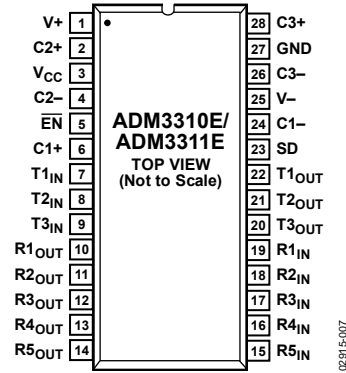 V+ 1 28 C3+
C2+ 2 27 GND
VCC 3 26 C3–
C2– 4 25 V–
EN 5 24 C1–
C1+ 6 23 SD
T1IN 7 22 T1OUT
T2IN 8 21 T2OUT
T3IN 9 20 T3OUT
R1OUT 10 19 R1IN
R2OUT 11 18 R2IN
R3OUT 12 17 R3IN
R4OUT 13 16 R4IN
R5OUT 14 15 R5IN
ADM3310E/
ADM3311E
TOP VIEW
(Not to Scale)
02915-007